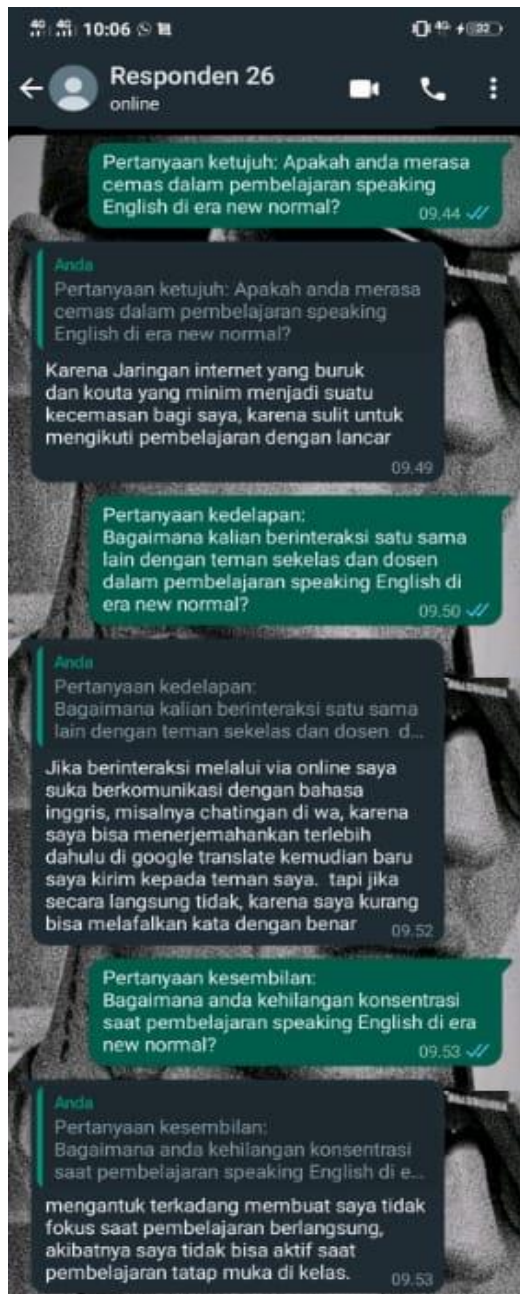 4G 4G 10:06
4G 32
Responden 26
online
Pertanyaan ketujuh: Apakah anda merasa
cemas dalam pembelajaran speaking
English di era new normal?
09.44
Anda
Pertanyaan ketujuh: Apakah anda merasa
cemas dalam pembelajaran speaking
English di era new normal?
Karena Jaringan internet yang buruk
dan kouta yang minim menjadi suatu
kecemasan bagi saya, karena sulit untuk
mengikuti pembelajaran dengan lancar
09.49
Pertanyaan kedelapan:
Bagaimana kalian berinteraksi satu sama
lain dengan teman sekelas dan dosen
dalam pembelajaran speaking English di
era new normal?
09.50
Anda
Pertanyaan kedelapan:
Bagaimana kalian berinteraksi satu sama
lain dengan teman sekelas dan dosen d...
Jika berinteraksi melalui via online saya
suka berkomunikasi dengan bahasa
inggris, misalnya chatingan di wa, karena
saya bisa menerjemahankan terlebih
dahulu di google translate kemudian baru
saya kirim kepada teman saya. tapi jika
secara langsung tidak, karena saya kurang
bisa melafalkan kata dengan benar
09.52
Pertanyaan kesembilan:
Bagaimana anda kehilangan konsentrasi
saat pembelajaran speaking English di era
new normal?
09.53
Anda
Pertanyaan kesembilan:
Bagaimana anda kehilangan konsentrasi
saat pembelajaran speaking English di e...
mengantuk terkadang membuat saya tidak
fokus saat pembelajaran berlangsung,
akibatnya saya tidak bisa aktif saat
pembelajaran tatap muka di kelas.
09.53